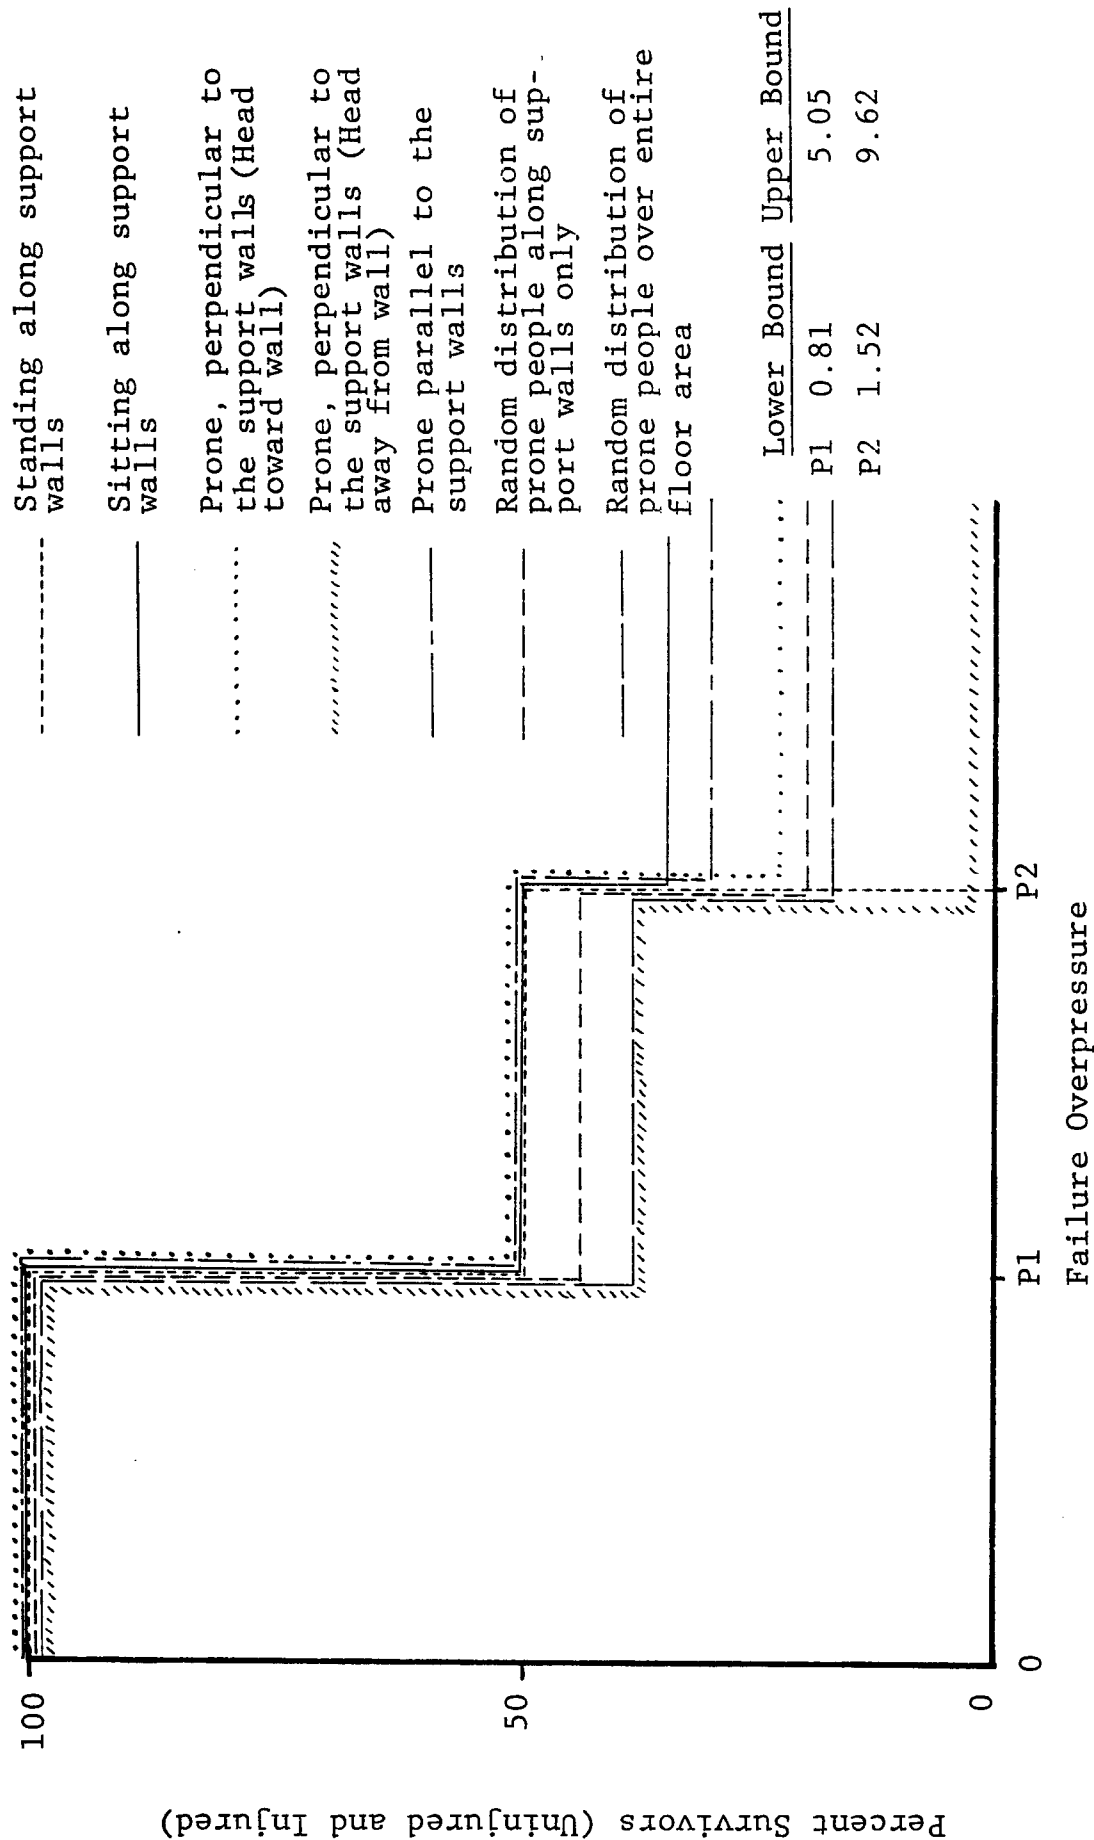 Standing along support
walls
Sitting along support
walls
Prone, perpendicular to
the support walls (Head
toward wall)
Prone, perpendicular to
the support walls (Head
away from wall)
Prone parallel to the
support walls
Random distribution of
prone people along sup-
port walls only
Random distribution of
prone people over entire
floor area
Lower Bound Upper Bound
P1 0.81 5.05
P2 1.52 9.62
100
50
0
Percent Survivors (Uninjured and Injured)
0 P1 P2
Failure Overpressure